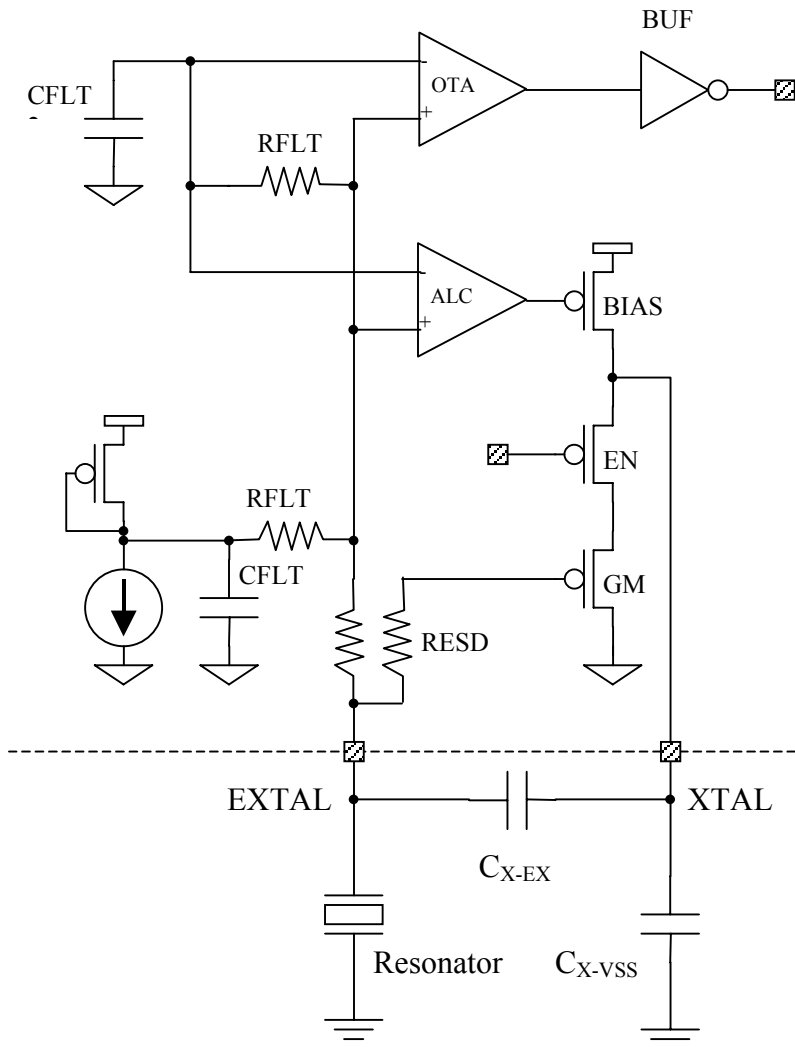 BUF
CFLT
-
OTA
+
RFLT
-
ALC
+
BIAS
EN
RFLT
CFLT
GM
RESD
EXTAL
XTAL
CX-EX
Resonator
CX-VSS